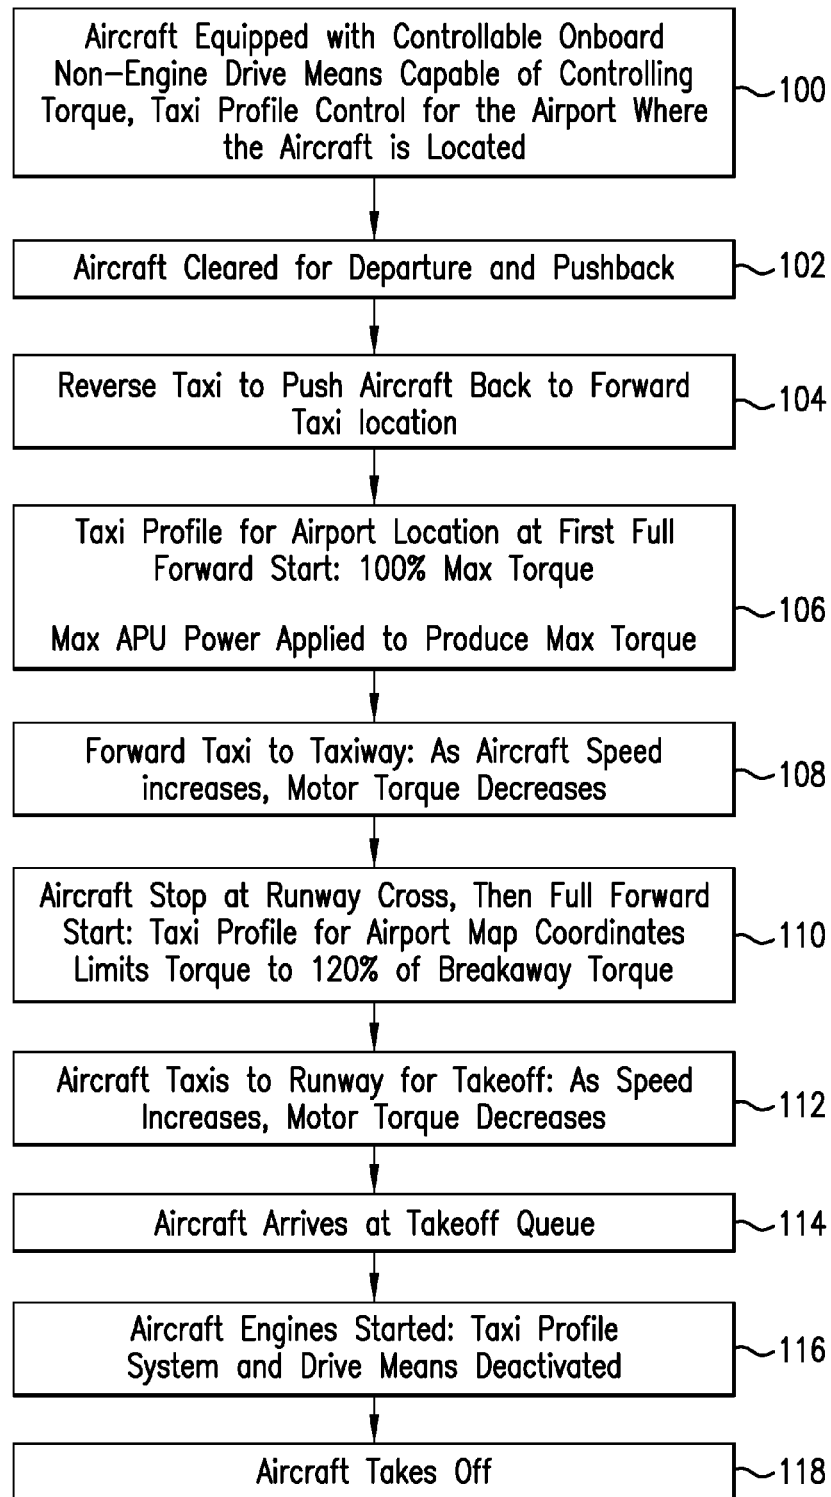 Aircraft Equipped with Controllable Onboard
Non-Engine Drive Means Capable of Controlling
Torque, Taxi Profile Control for the Airport Where
the Aircraft is Located
100
Aircraft Cleared for Departure and Pushback
102
Reverse Taxi to Push Aircraft Back to Forward
Taxi location
104
Taxi Profile for Airport Location at First Full
Forward Start: 100% Max Torque
Max APU Power Applied to Produce Max Torque
106
Forward Taxi to Taxiway: As Aircraft Speed
increases, Motor Torque Decreases
108
Aircraft Stop at Runway Cross, Then Full Forward
Start: Taxi Profile for Airport Map Coordinates
Limits Torque to 120% of Breakaway Torque
110
Aircraft Taxis to Runway for Takeoff: As Speed
Increases, Motor Torque Decreases
112
Aircraft Arrives at Takeoff Queue
114
Aircraft Engines Started: Taxi Profile
System and Drive Means Deactivated
116
Aircraft Takes Off
118